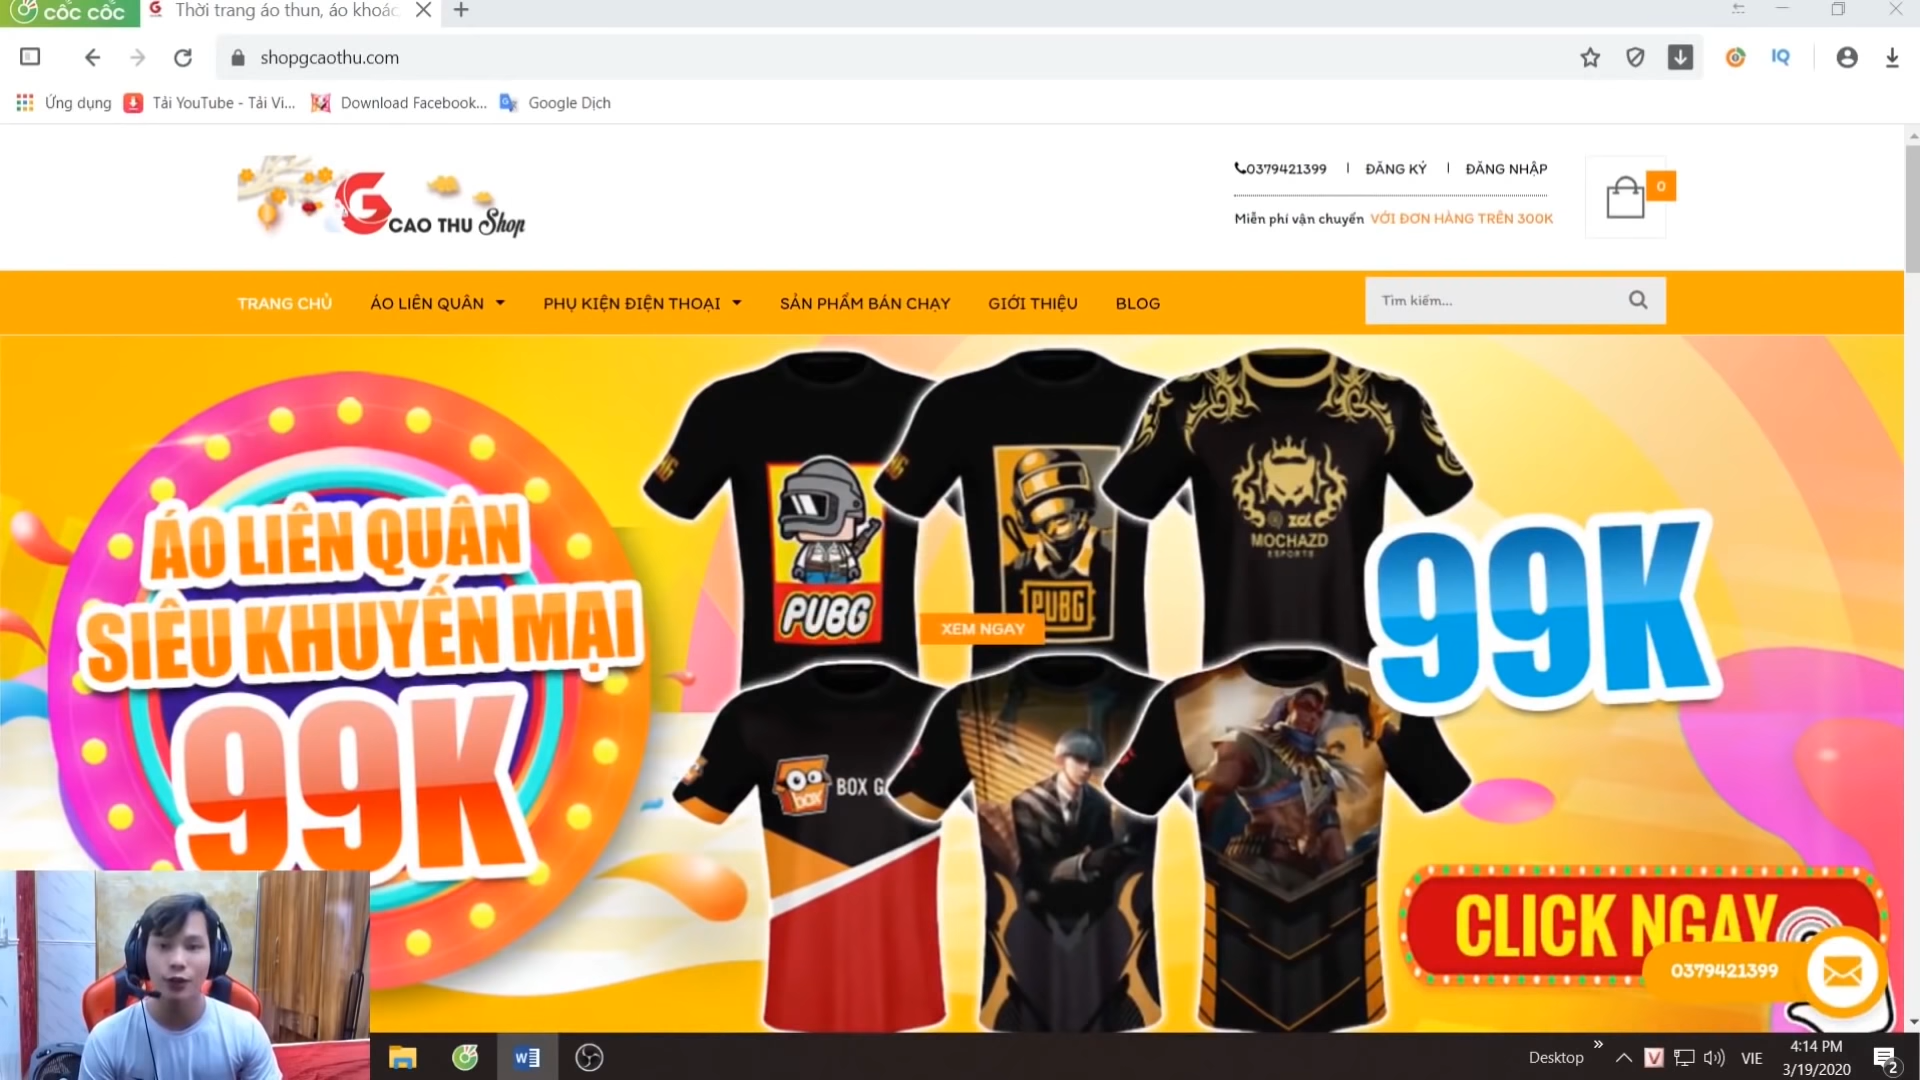 cốc cốc
Thời trang áo thun, áo khoác
shopgcaothu.com
IQ
Ứng dụng
Tải YouTube - Tải Vi...
Download Facebook...
Google Dịch
G CAO THU Shop
0379421399 | ĐĂNG KÝ | ĐĂNG NHẬP
0
Miễn phí vận chuyển VỚI ĐƠN HÀNG TRÊN 300K
TRANG CHỦ
ÁO LIÊN QUÂN
PHỤ KIỆN ĐIỆN THOẠI
SẢN PHẨM BÁN CHẠY
GIỚI THIỆU
BLOG
Tìm kiếm...
ÁO LIÊN QUÂN
SIÊU KHUYẾN MẠI
99K
PUBG
PUBG
MOCHAZD
ESPORTS
XEM NGAY
99K
box
BOX GA
CLICK NGAY
0379421399
Desktop
VIE
4:14 PM
3/19/2020
2